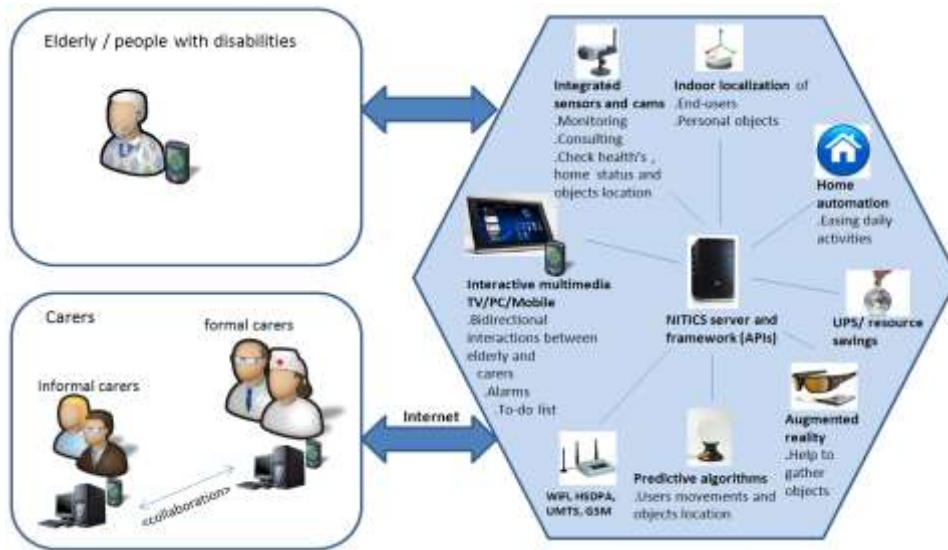 Elderly / people with disabilities
Carers
formal carers
Informal carers
<collaboration>
Internet
Integrated
sensors and cams
.Monitoring
.Consulting
.Check health's ,
home status and
objects location
Indoor localization of
.End-users
.Personal objects
Home
automation
.Easing daily
activities
Interactive multimedia
TV/PC/Mobile
.Bidirectional
interactions between
elderly and
carers
.Alarms
.To-do list
NITICS server and
framework (APIs)
UPS/ resource
savings
Augmented
reality
.Help to
gather
objects
Predictive algorithms
.Users movements and
objects location
WiFi, HSDPA,
UMTS, GSM